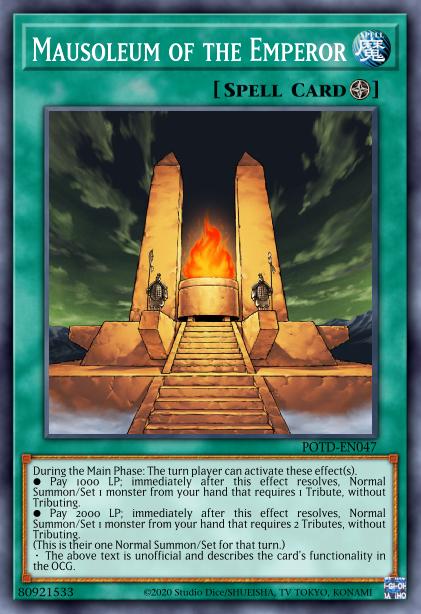 MAUSOLEUM OF THE EMPEROR
SPELL
魔
[SPELL CARD]
POTD-EN047
During the Main Phase: The turn player can activate these effect(s).
● Pay 1000 LP; immediately after this effect resolves, Normal
Summon/Set 1 monster from your hand that requires 1 Tribute, without
Tributing.
● Pay 2000 LP; immediately after this effect resolves, Normal
Summon/Set 1 monster from your hand that requires 2 Tributes, without
Tributing.
(This is their one Normal Summon/Set for that turn.)
· The above text is unofficial and describes the card's functionality in
the OCG.
80921533
©2020 Studio Dice/SHUEISHA, TV TOKYO, KONAMI